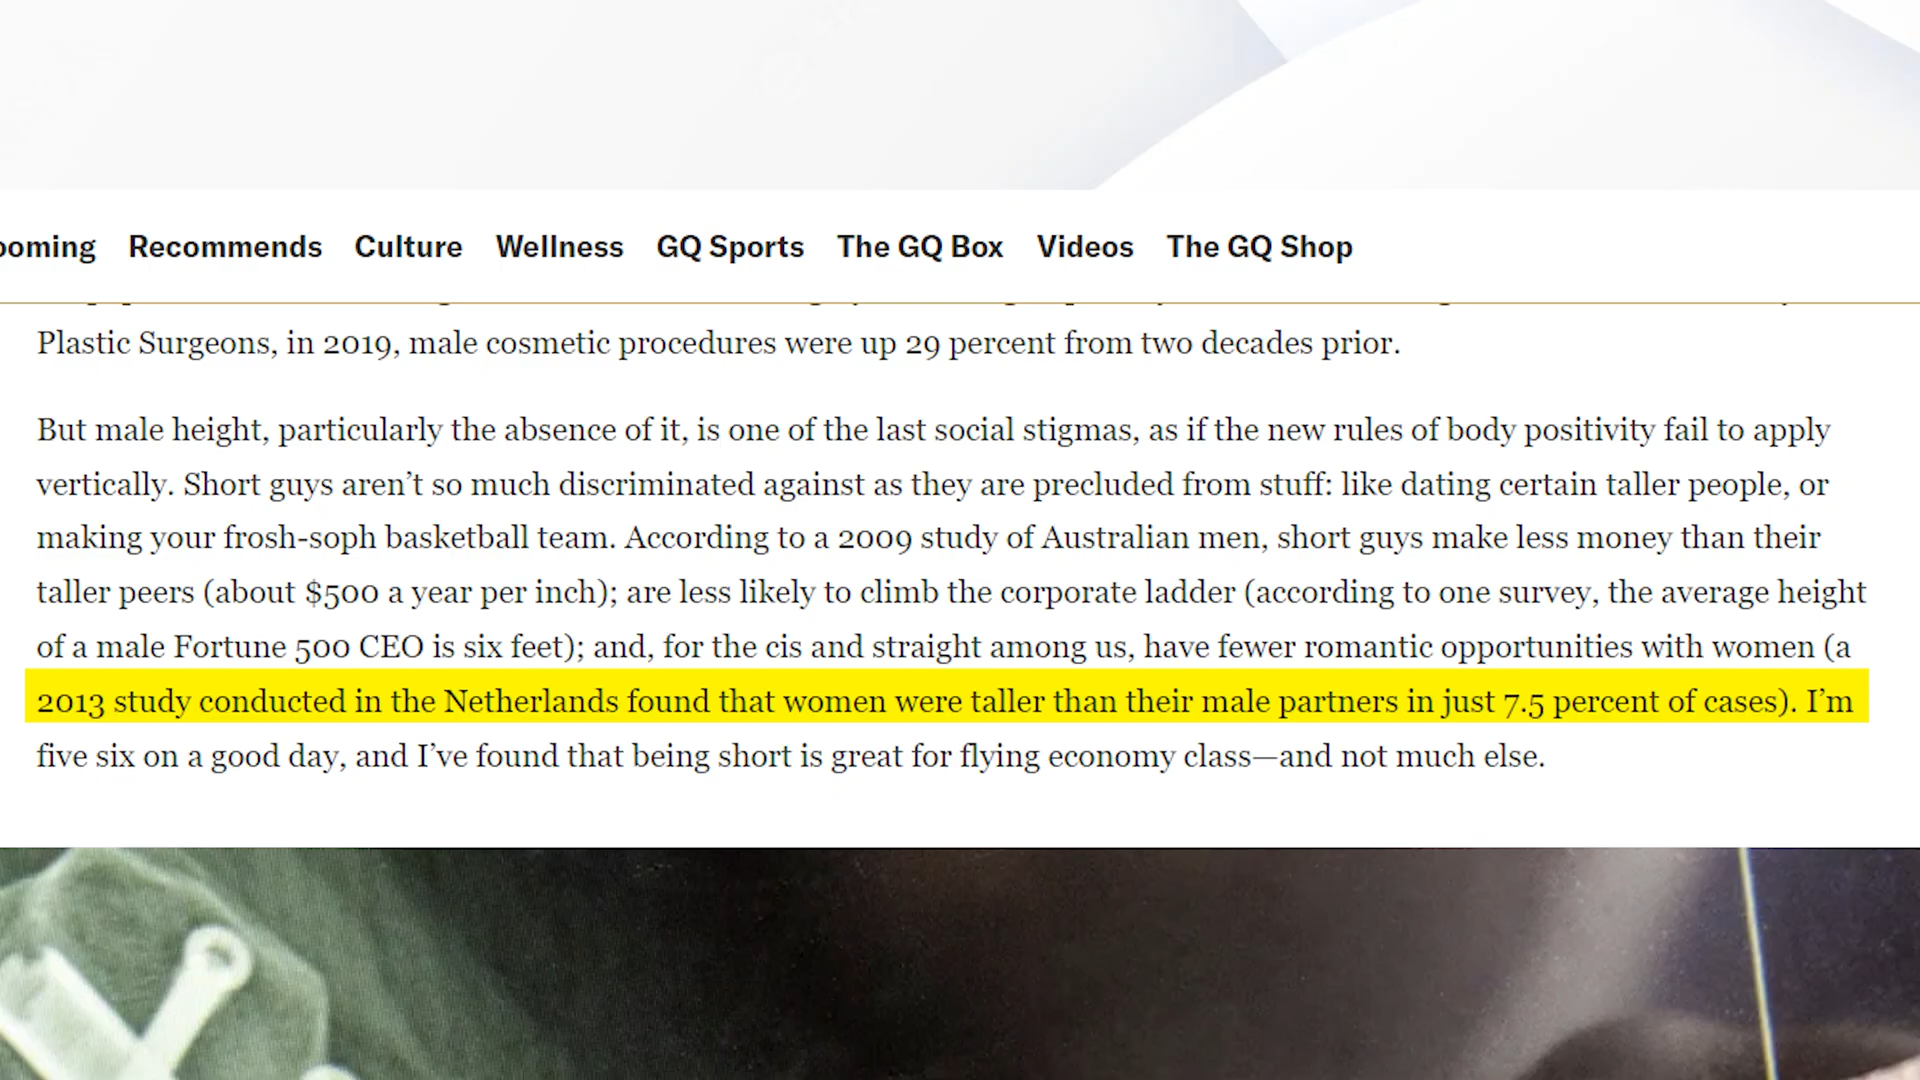 Recommends Culture Wellness GQ Sports The GQ Box Videos The GQ Shop
Plastic Surgeons, in 2019, male cosmetic procedures were up 29 percent from two decades prior.
But male height, particularly the absence of it, is one of the last social stigmas, as if the new rules of body positivity fail to apply
vertically. Short guys aren’t so much discriminated against as they are precluded from stuff: like dating certain taller people, or
making your frosh-soph basketball team. According to a 2009 study of Australian men, short guys make less money than their
taller peers (about $500 a year per inch); are less likely to climb the corporate ladder (according to one survey, the average height
of a male Fortune 500 CEO is six feet); and, for the cis and straight among us, have fewer romantic opportunities with women (a
2013 study conducted in the Netherlands found that women were taller than their male partners in just 7.5 percent of cases). I’m
five six on a good day, and I’ve found that being short is great for flying economy class—and not much else.